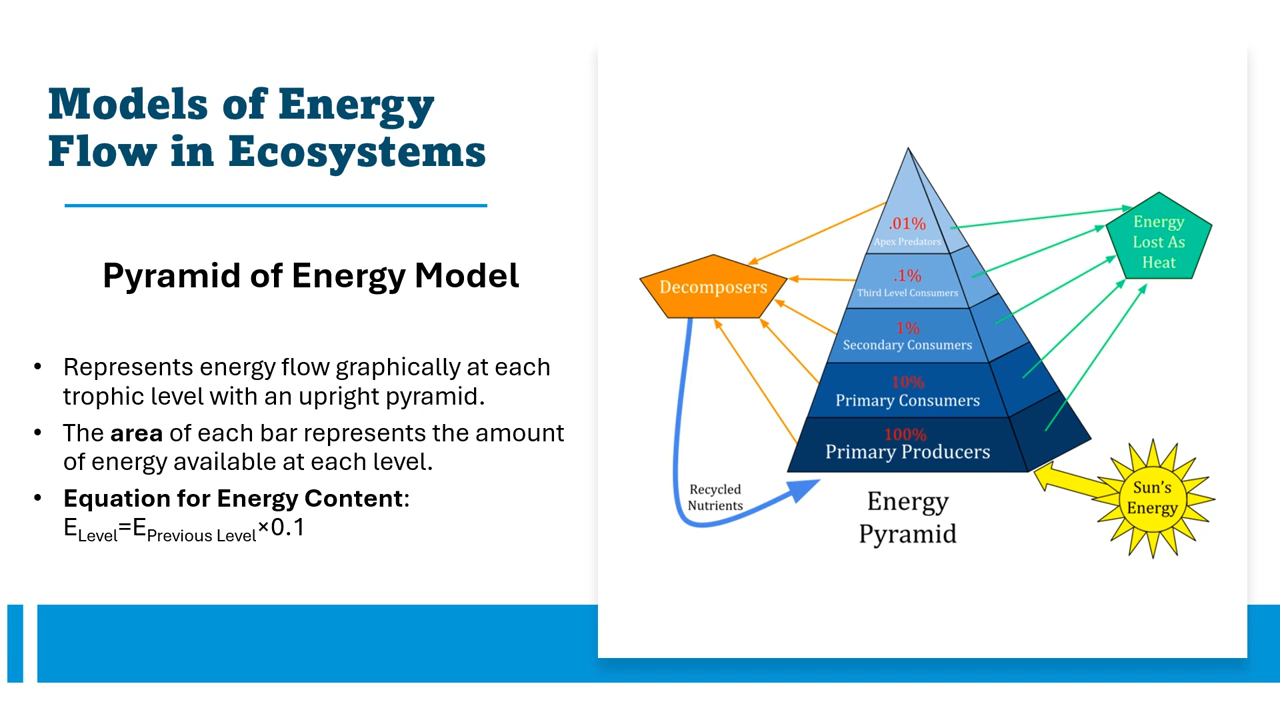 Models of Energy
Flow in Ecosystems
Pyramid of Energy Model
• Represents energy flow graphically at each
trophic level with an upright pyramid.
• The area of each bar represents the amount
of energy available at each level.
• Equation for Energy Content:
E_Level=E_Previous Level×0.1
.01%
Apex Predators
.1%
Third Level Consumers
1%
Secondary Consumers
10%
Primary Consumers
100%
Primary Producers
Decomposers
Energy
Lost As
Heat
Recycled
Nutrients
Sun's
Energy
Energy
Pyramid